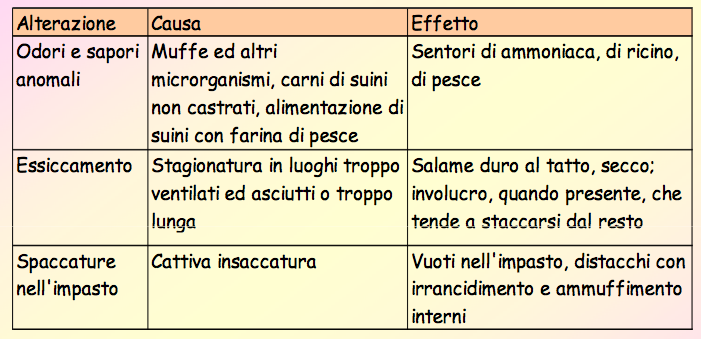 Alterazione Causa Effetto
Odori e sapori anomali
Muffe ed altri
microrganismi, carni di suini
non castrati, alimentazione di
suini con farina di pesce
Sentori di ammoniaca, di ricino,
di pesce
Essiccamento
Stagionatura in luoghi troppo
ventilati ed asciutti o troppo
lunga
Salame duro al tatto, secco;
involucro, quando presente, che
tende a staccarsi dal resto
Spaccature
nell'impasto
Cattiva insaccatura
Vuoti nell'impasto, distacchi con
irrancidimento e ammuffimento
interni